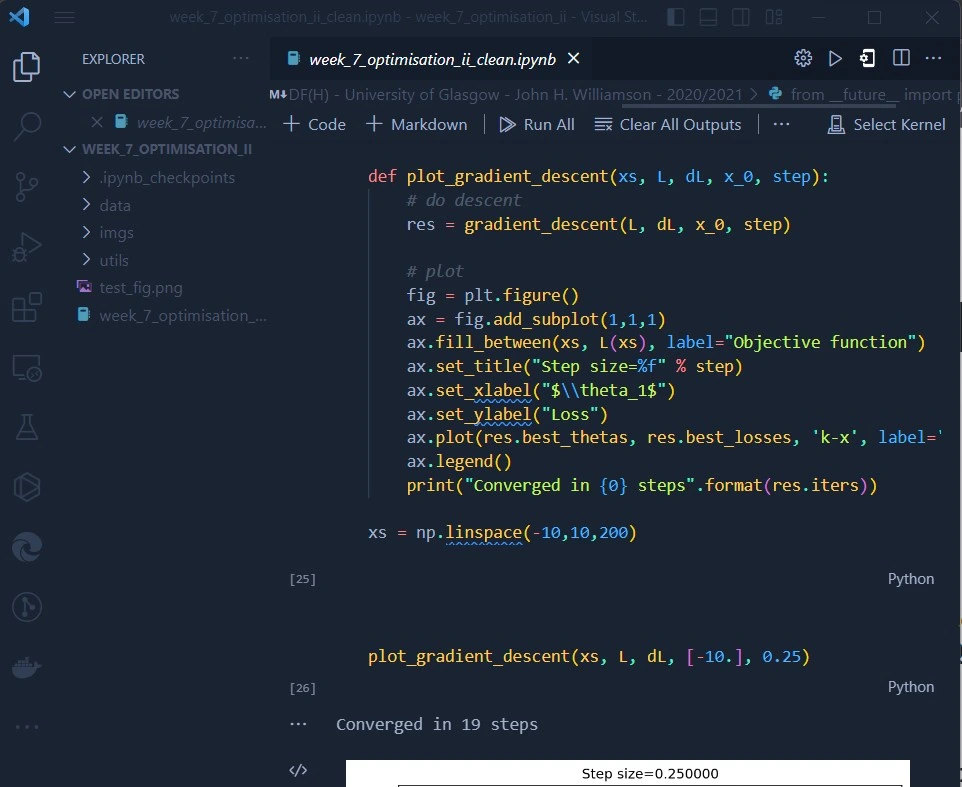 week_7_optimisation_ii_clean.ipynb - week_7_optimisation_ii - Visual St...
EXPLORER
...
week_7_optimisation_ii_clean.ipynb
...
OPEN EDITORS
week_7_optimisa...
WEEK_7_OPTIMISATION_II
.ipynb_checkpoints
data
imgs
utils
test_fig.png
week_7_optimisation_...
M↓DF(H) - University of Glasgow - John H. Williamson - 2020/2021 > from __future__ import
+ Code + Markdown Run All Clear All Outputs ... Select Kernel
def plot_gradient_descent(xs, L, dL, x_0, step):
# do descent
res = gradient_descent(L, dL, x_0, step)
# plot
fig = plt.figure()
ax = fig.add_subplot(1,1,1)
ax.fill_between(xs, L(xs), label="Objective function")
ax.set_title("Step size=%f" % step)
ax.set_xlabel("$\\theta_1$")
ax.set_ylabel("Loss")
ax.plot(res.best_thetas, res.best_losses, 'k-x', label='
ax.legend()
print("Converged in {0} steps".format(res.iters))
xs = np.linspace(-10,10,200)
[25]
Python
plot_gradient_descent(xs, L, dL, [-10.], 0.25)
[26]
Python
... Converged in 19 steps
</>
Step size=0.250000